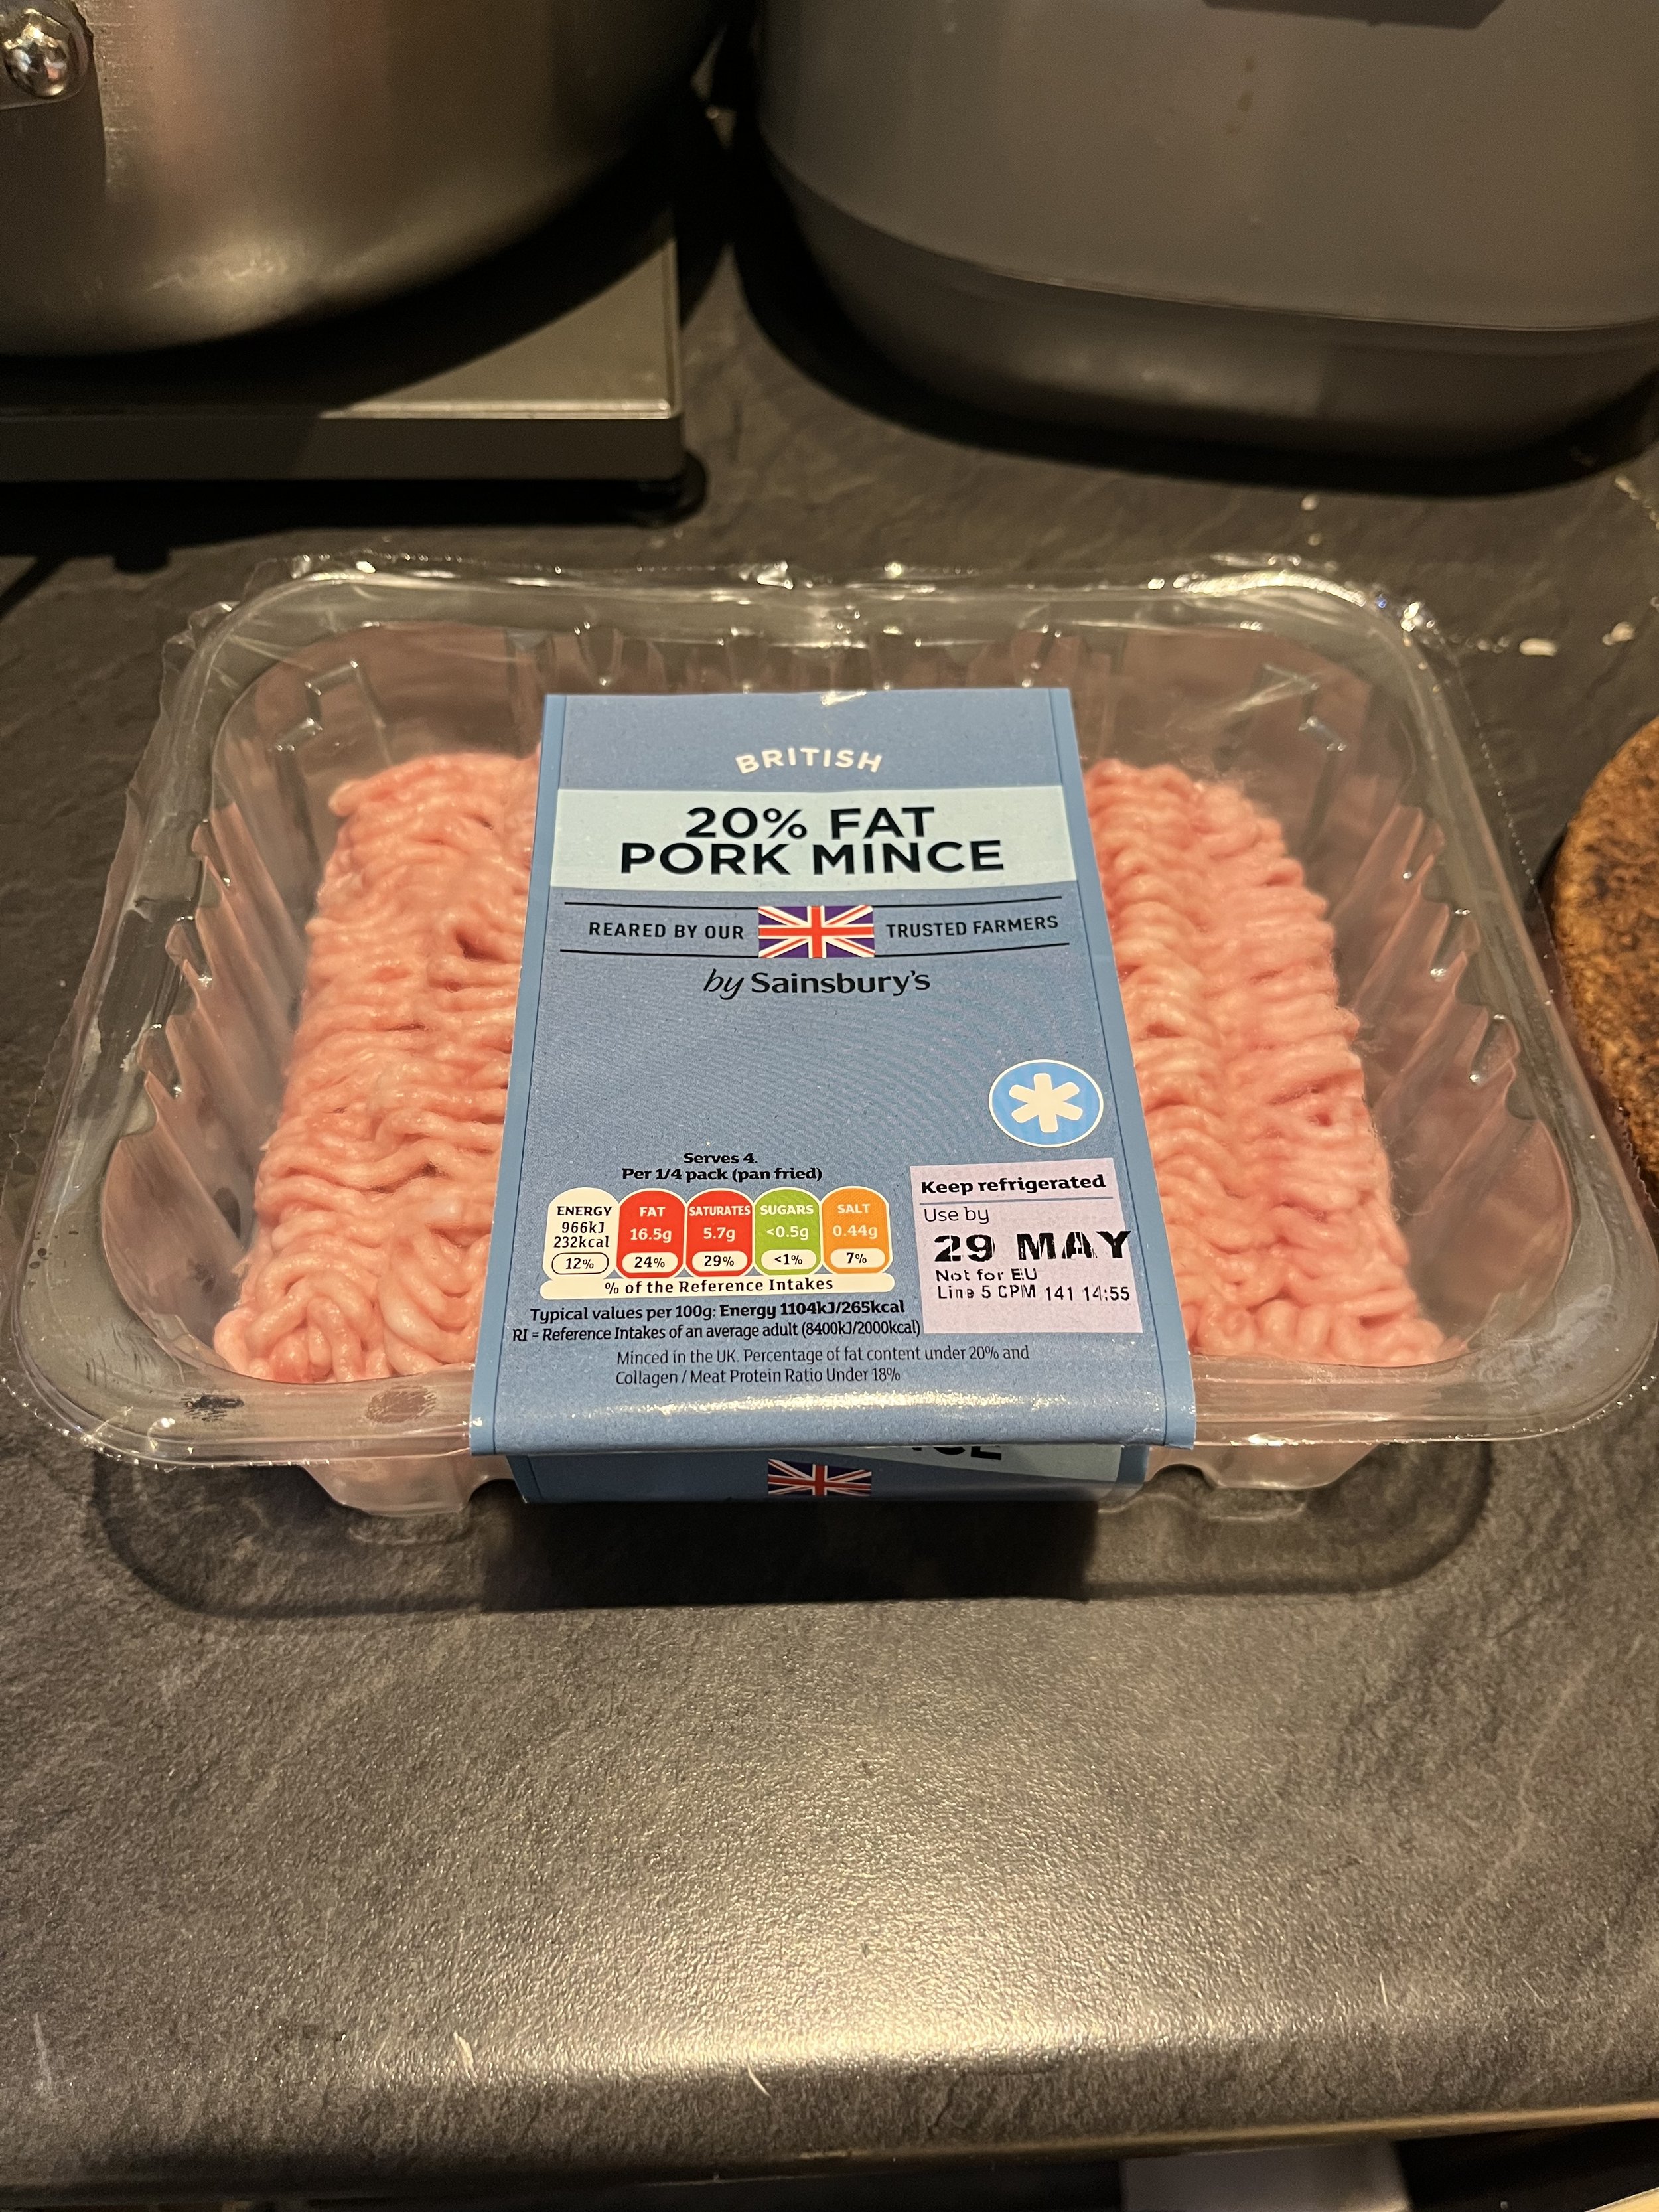 BRITISH
20% FAT
PORK MINCE
REARED BY OUR TRUSTED FARMERS
by Sainsbury's
Serves 4.
Per 1/4 pack (pan fried)
ENERGY
966kJ
232kcal
12%
FAT
16.5g
24%
SATURATES
5.7g
29%
SUGARS
<0.5g
<1%
SALT
0.44g
7%
% of the Reference Intakes
Typical values per 100g: Energy 1104kJ/265kcal
RI = Reference Intakes of an average adult (8400kJ/2000kcal)
Keep refrigerated
Use by
29 MAY
Not for EU
Line 5 CPM 141 14:55
Minced in the UK. Percentage of fat content under 20% and
Collagen / Meat Protein Ratio Under 18%